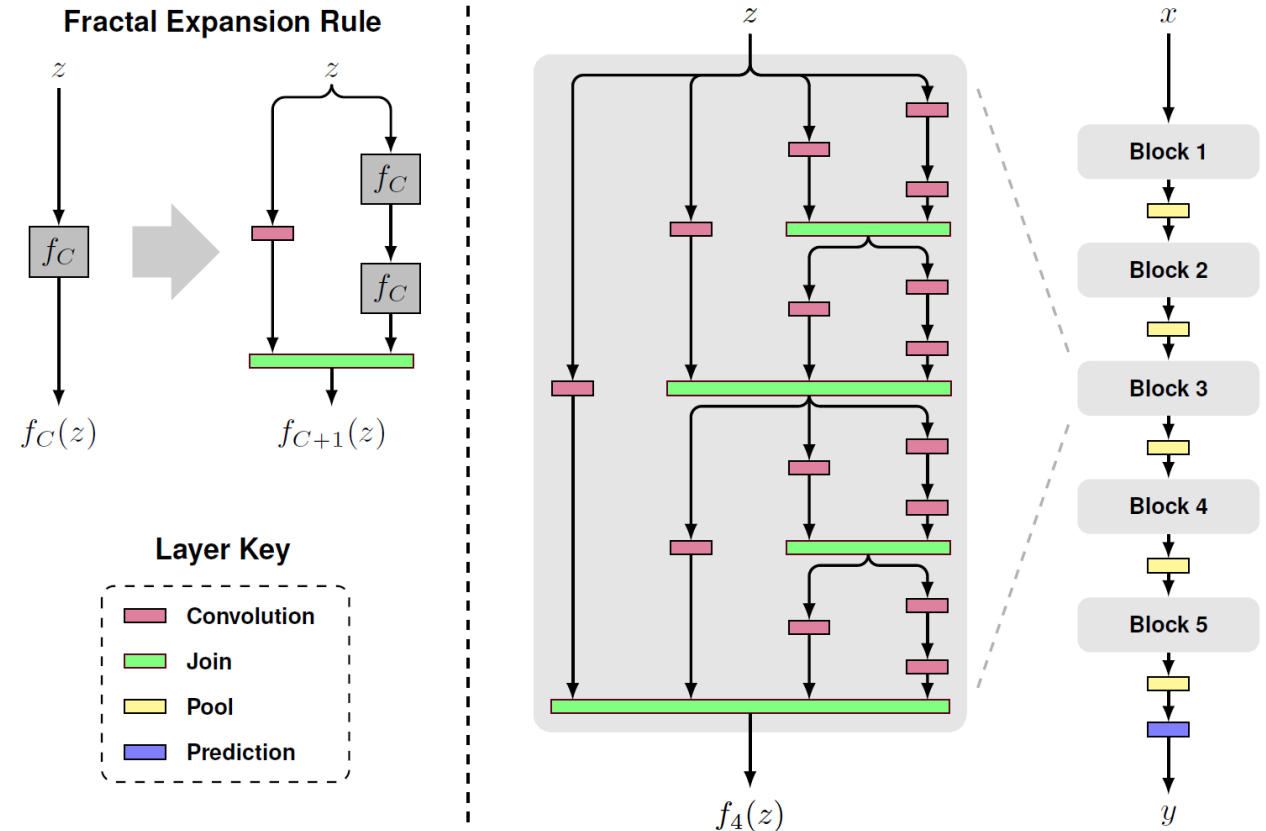 Fractal Expansion Rule
z
f_C
f_C(z)
z
f_C
f_C
f_{C+1}(z)
Layer Key
Convolution
Join
Pool
Prediction
z
f_4(z)
x
Block 1
Block 2
Block 3
Block 4
Block 5
y